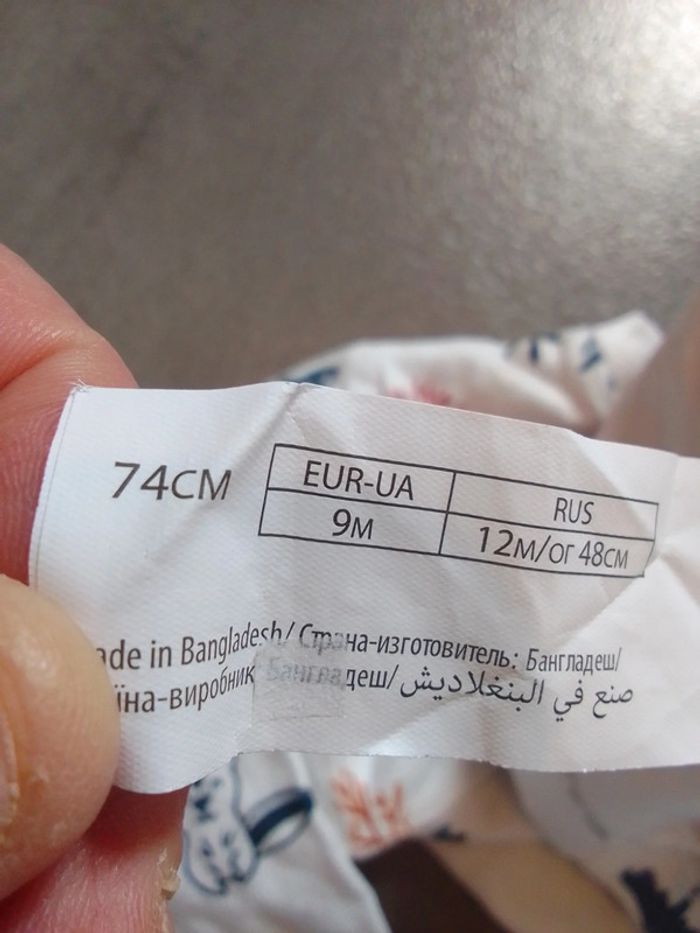 74CM
EUR-UA RUS
9M 12M/ОГ 48СМ
ade in Bangladesh/ Страна-изготовитель: Бангладеш/
їна-виробник Бангладеш/ صنع في البنغلاديش